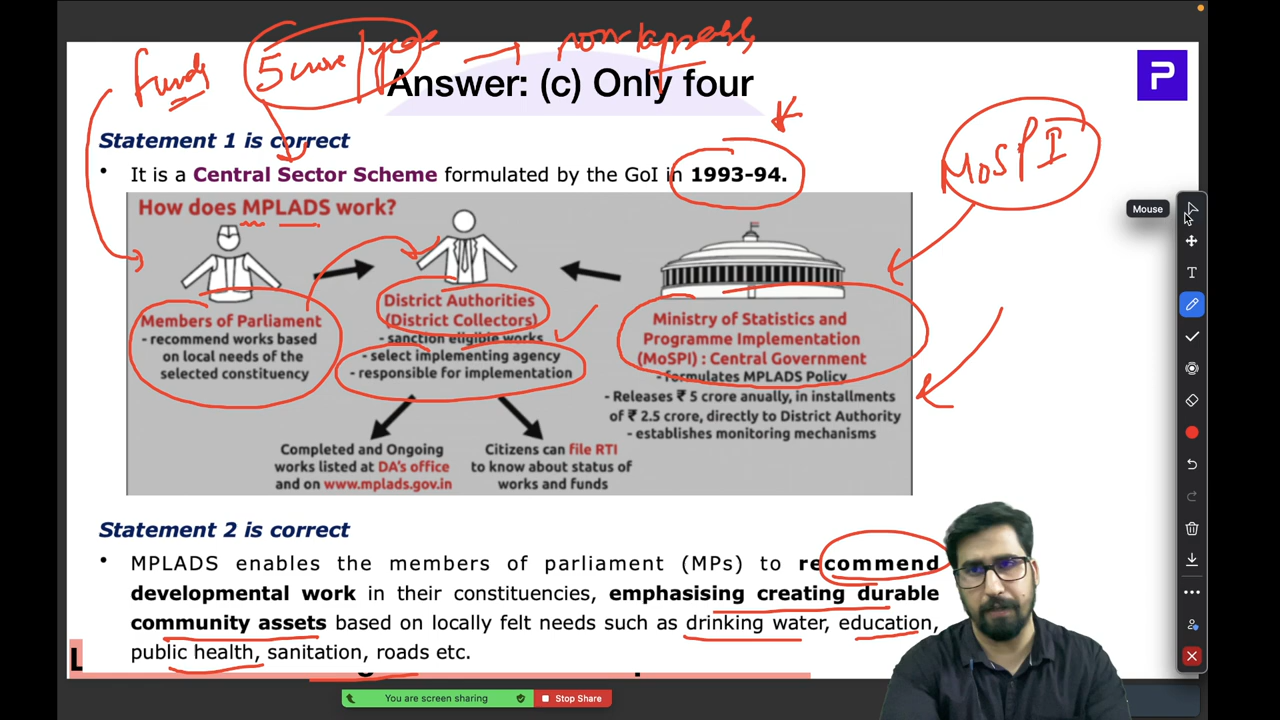 funds 5 crore/year → non lapsable
Answer: (c) Only four
P
Statement 1 is correct
• It is a Central Sector Scheme formulated by the GoI in 1993-94.
MoSPI
Mouse
How does MPLADS work?
Members of Parliament
- recommend works based
on local needs of the
selected constituency
District Authorities
(District Collectors)
- sanction eligible works
- select implementing agency
- responsible for implementation
Ministry of Statistics and
Programme Implementation
(MoSPI) : Central Government
- formulates MPLADS Policy
- Releases ₹ 5 crore anually, in instalments
of ₹ 2.5 crore, directly to District Authority
- establishes monitoring mechanisms
Completed and Ongoing
works listed at DA's office
and on www.mplads.gov.in
Citizens can file RTI
to know about status of
works and funds
Statement 2 is correct
• MPLADS enables the members of parliament (MPs) to recommend
developmental work in their constituencies, emphasising creating durable
community assets based on locally felt needs such as drinking water, education,
public health, sanitation, roads etc.
L
You are screen sharing
Stop Share